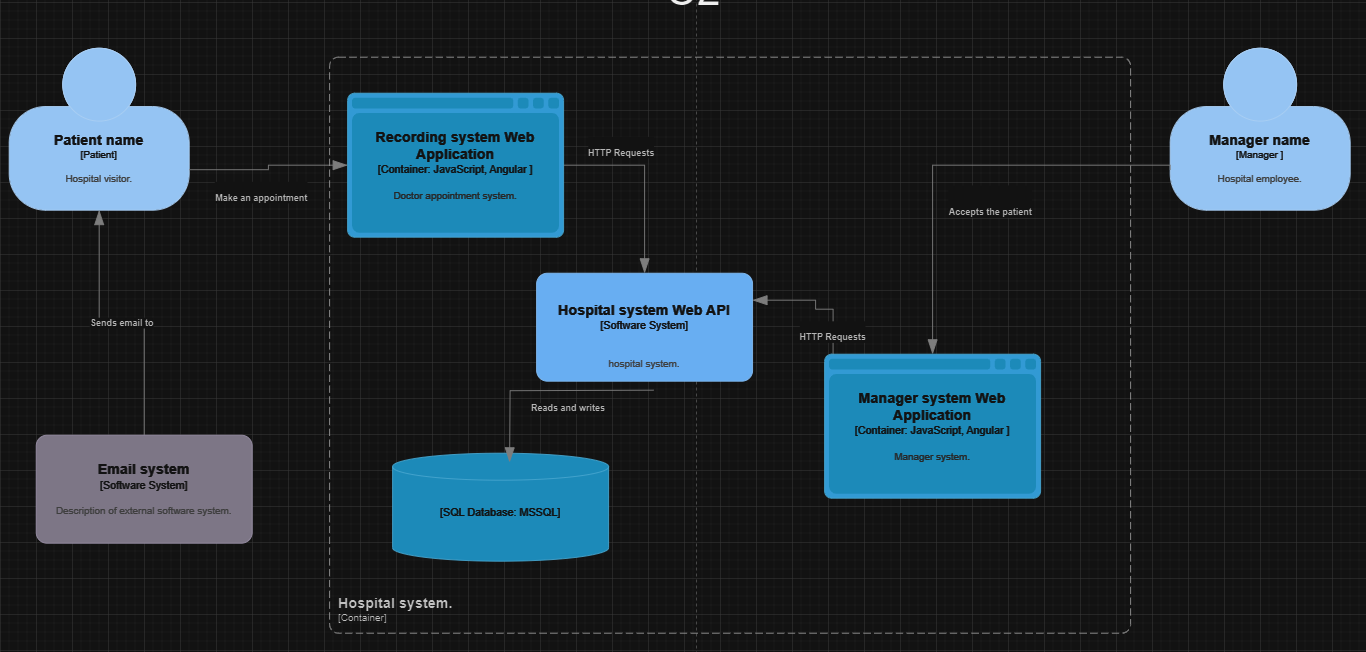 Patient name
[Patient]
Hospital visitor.
Make an appointment
Recording system Web
Application
[Container: JavaScript, Angular ]
Doctor appointment system.
HTTP Requests
Manager name
[Manager ]
Hospital employee.
Accepts the patient
Hospital system Web API
[Software System]
hospital system.
HTTP Requests
Sends email to
Reads and writes
Manager system Web
Application
[Container: JavaScript, Angular ]
Manager system.
Email system
[Software System]
Description of external software system.
[SQL Database: MSSQL]
Hospital system.
[Container]